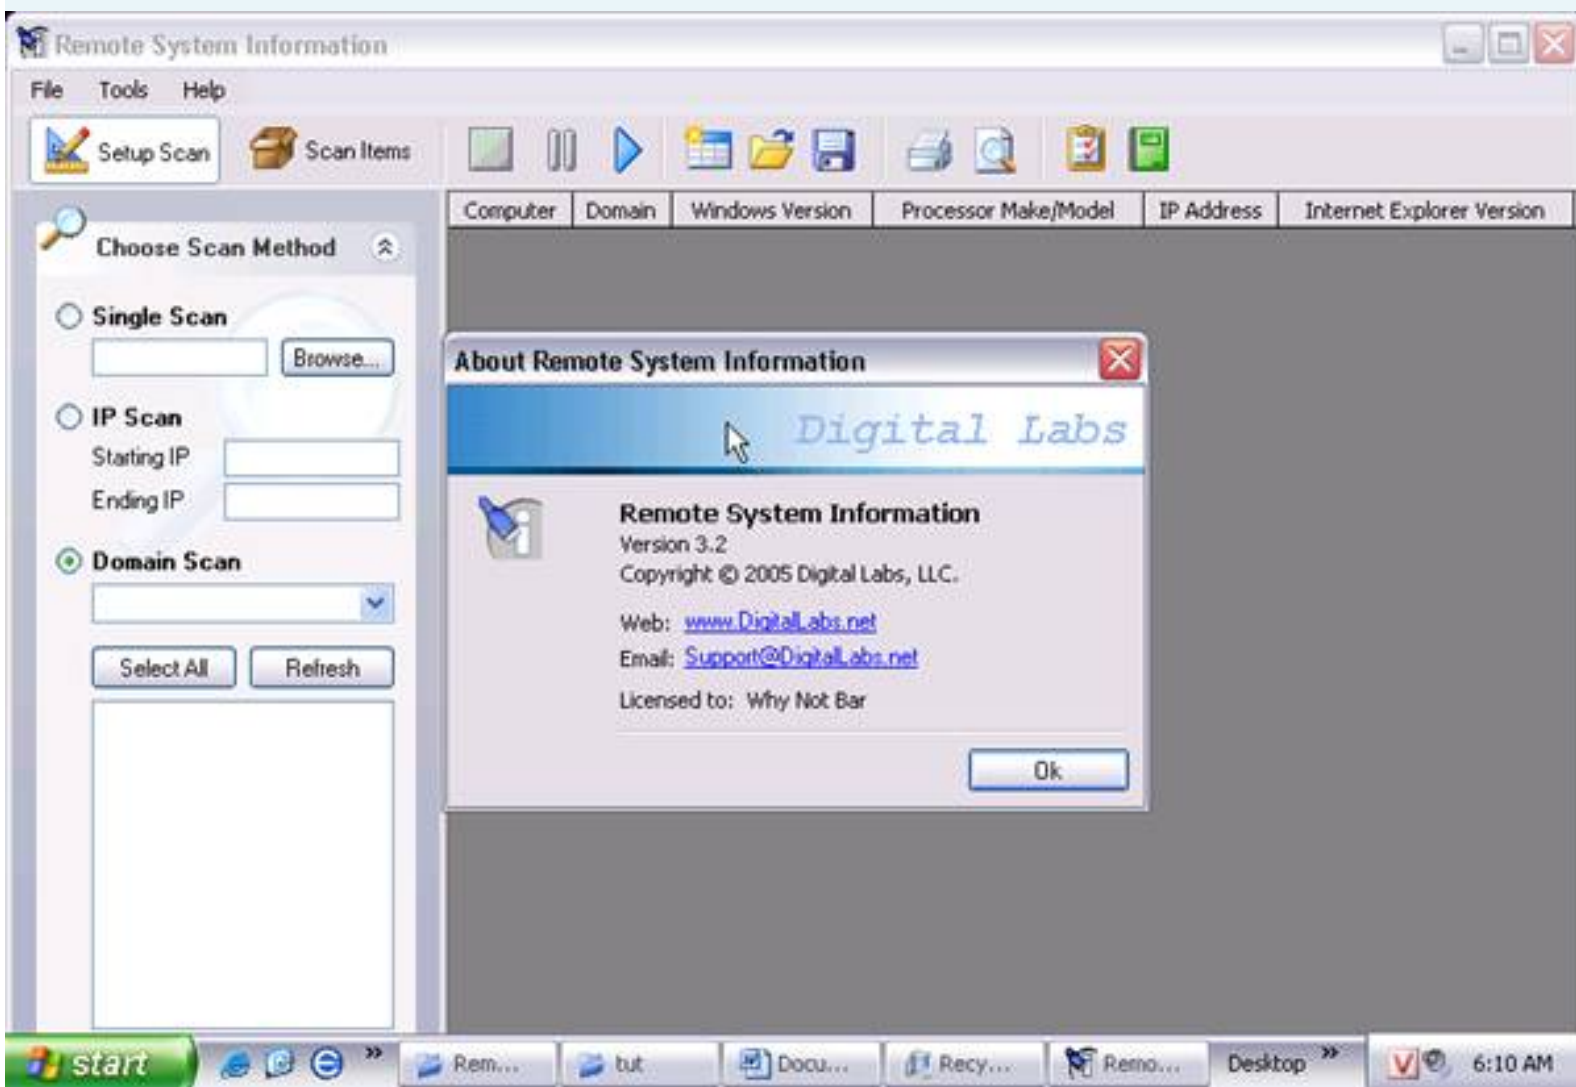 Remote System Information
File Tools Help
Setup Scan Scan Items
Computer Domain Windows Version Processor Make/Model IP Address Internet Explorer Version
Choose Scan Method
Single Scan
Browse...
IP Scan
Starting IP
Ending IP
Domain Scan
Select All Refresh
About Remote System Information
Digital Labs
Remote System Information
Version 3.2
Copyright © 2005 Digital Labs, LLC.
Web: www.DigitalLabs.net
Email: Support@DigitalLabs.net
Licensed to: Why Not Bar
Ok
start Rem... tut Docu... Recy... Remo... Desktop 6:10 AM